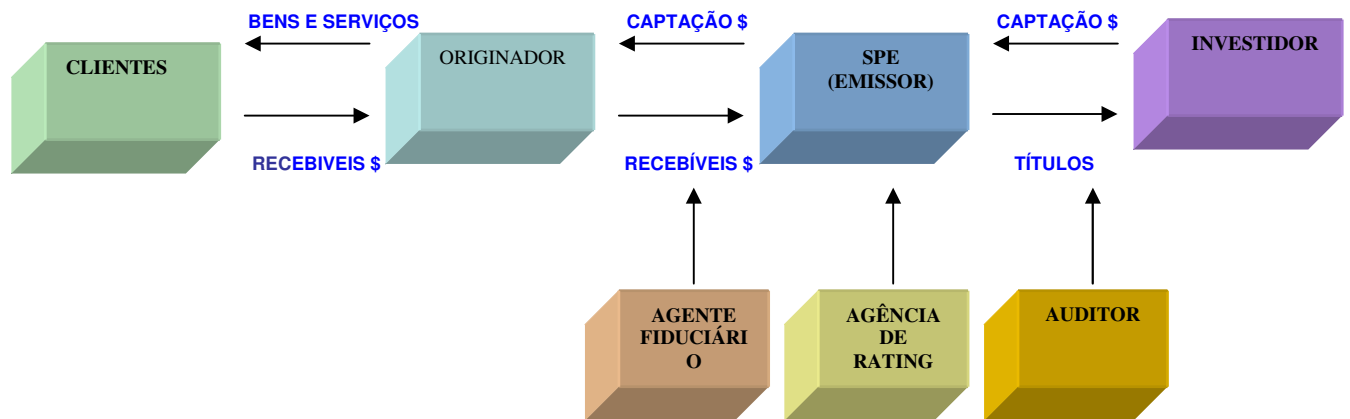 BENS E SERVIÇOS
CAPTAÇÃO $
CAPTAÇÃO $
CLIENTES
ORIGINADOR
SPE
(EMISSOR)
INVESTIDOR
RECEBIVEIS $
RECEBÍVEIS $
TÍTULOS
AGENTE
FIDUCIÁRI
O
AGÊNCIA
DE
RATING
AUDITOR